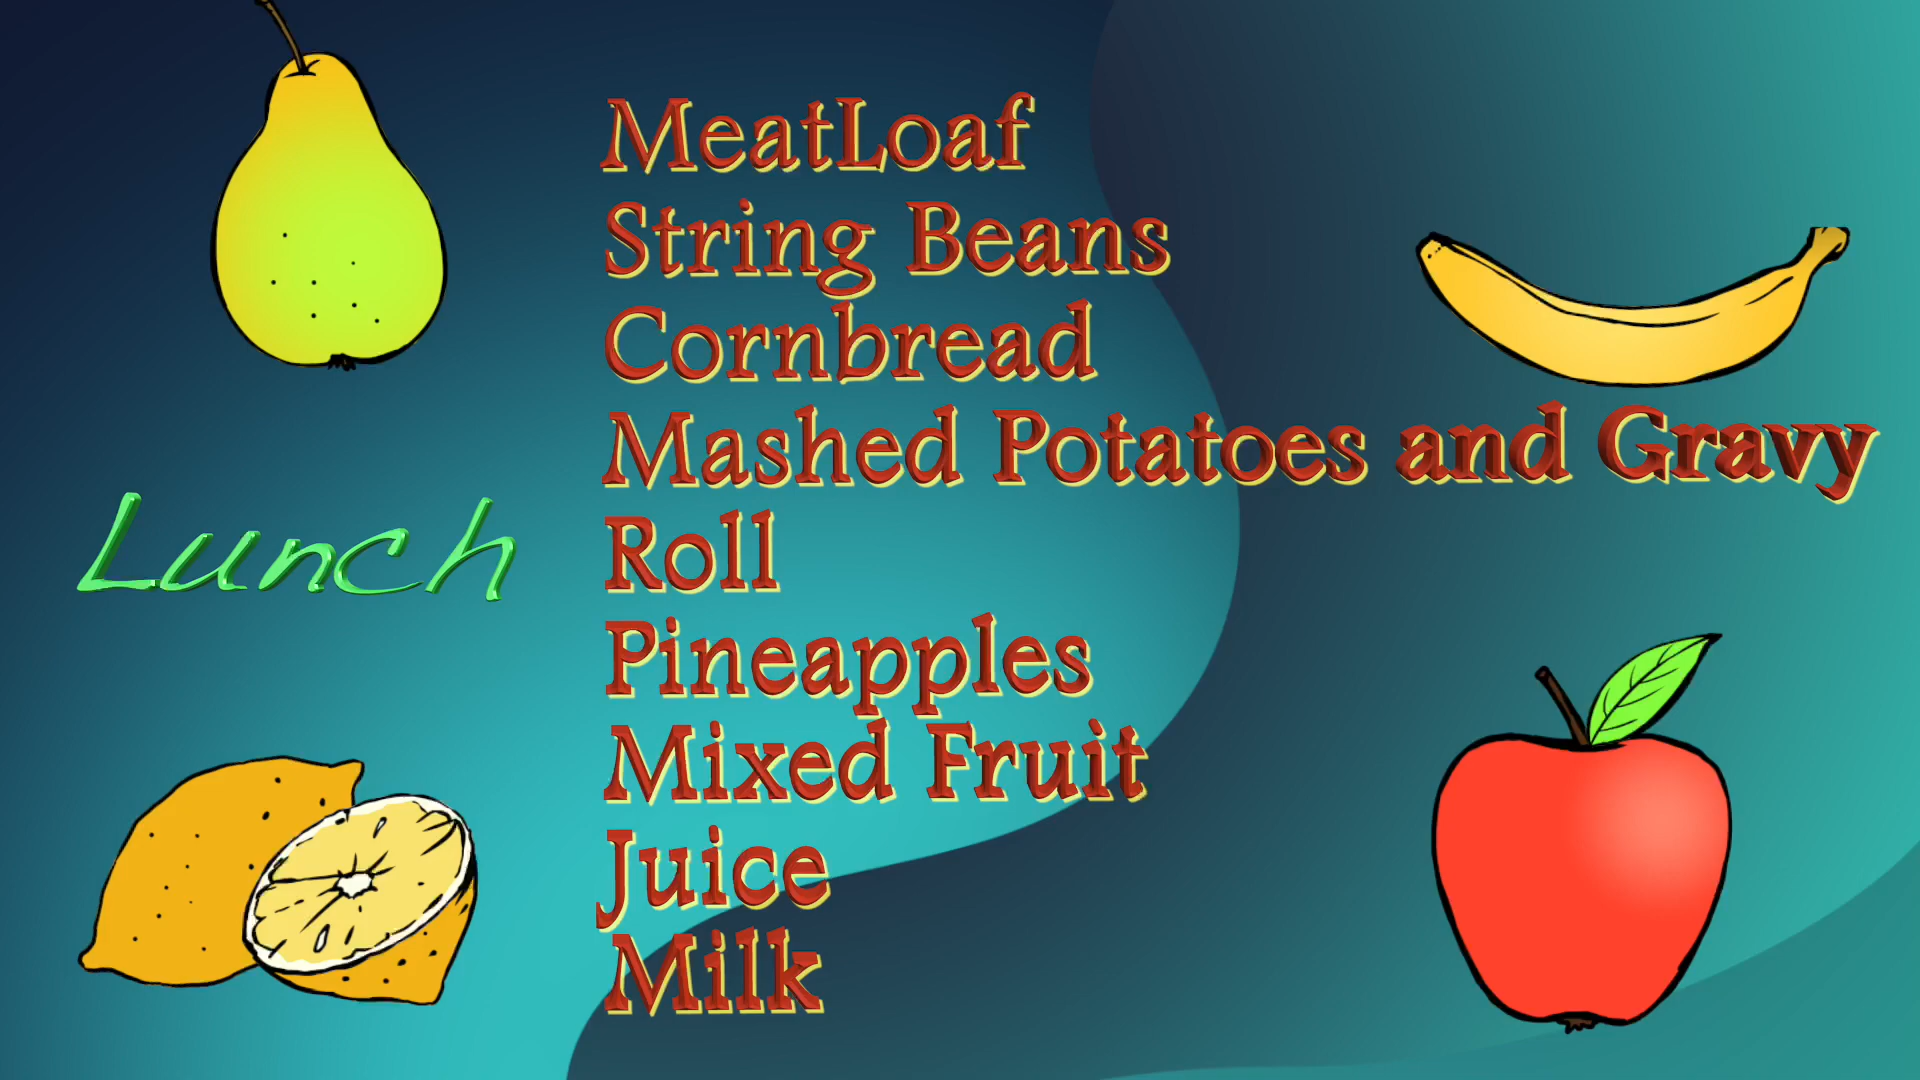 MeatLoaf
String Beans
Cornbread
Mashed Potatoes and Gravy
Lunch
Roll
Pineapples
Mixed Fruit
Juice
Milk